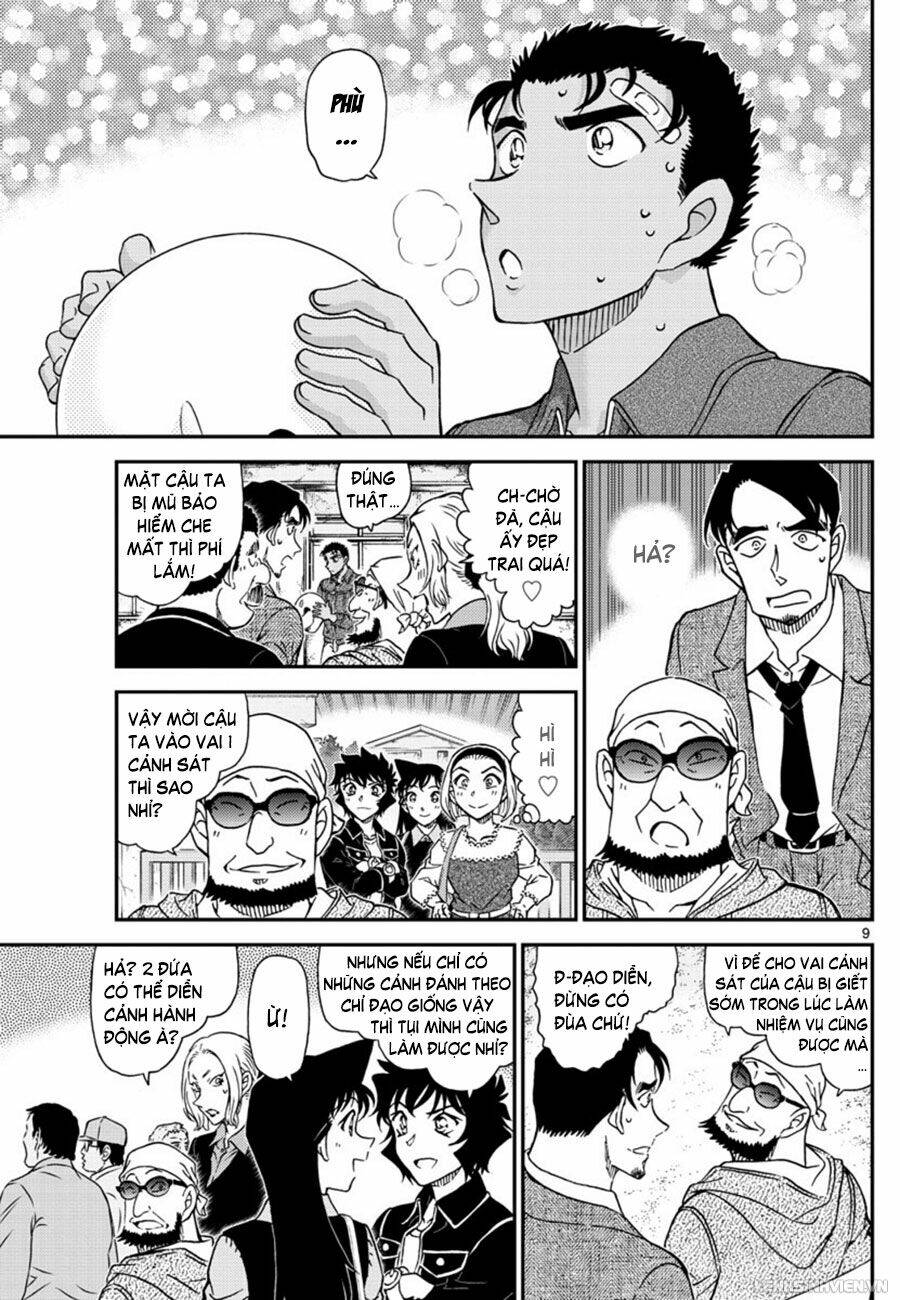 PHÙ
...
HẢ?
CH-CHỜ
ĐÃ, CẬU
ẤY ĐẸP
TRAI QUÁ!
♡
ĐÚNG
THẬT...
MẶT CẬU TA
BỊ MŨ BẢO
HIỂM CHE
MẤT THÌ PHÍ
LẮM!
HÌ
HÌ
♡
VẬY MỜI CẬU
TA VÀO VAI 1
CẢNH SÁT
THÌ SAO
NHỈ?
9
VÌ ĐỂ CHO VAI CẢNH
SÁT CỦA CẬU BỊ GIẾT
SỚM TRONG LÚC LÀM
NHIỆM VỤ CŨNG
ĐƯỢC MÀ
...
Đ-ĐẠO DIỄN,
ĐỪNG CÓ
ĐÙA CHỨ!
NHƯNG NẾU CHỈ CÓ
NHỮNG CẢNH ĐÁNH THEO
CHỈ ĐẠO GIỐNG VẬY
THÌ TỤI MÌNH CŨNG
LÀM ĐƯỢC NHỈ?
Ừ!
HẢ? 2 ĐỨA
CÓ THỂ DIỄN
CẢNH HÀNH
ĐỘNG À?